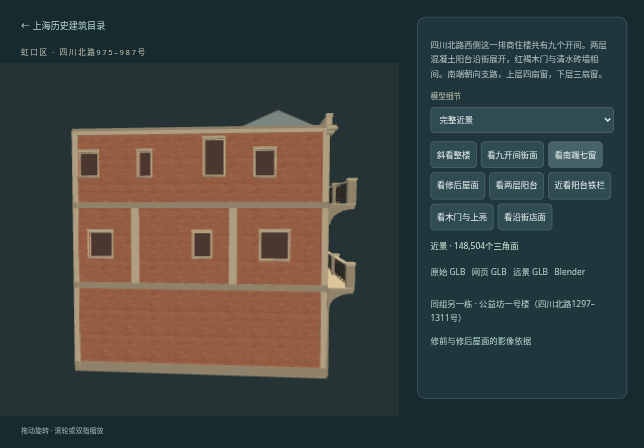 ← 上海历史建筑目录
虹口区 · 四川北路975–987号
四川北路西侧这一排商住楼共有九个开间。两层
混凝土阳台沿街展开，红褐木门与清水砖墙相
间。南端朝向支路，上层四扇窗，下层三扇窗。
模型细节
完整近景
斜看整楼 看九开间街面 看南端七窗
看修后屋面 看两层阳台 近看阳台铁栏
看木门与上亮 看沿街店面
近景 · 148,504个三角面
原始 GLB 网页 GLB 远景 GLB Blender
同组另一栋 · 公益坊一号楼（四川北路1297–
1311号）
修前与修后屋面的影像依据
拖动旋转 · 滚轮或双指缩放